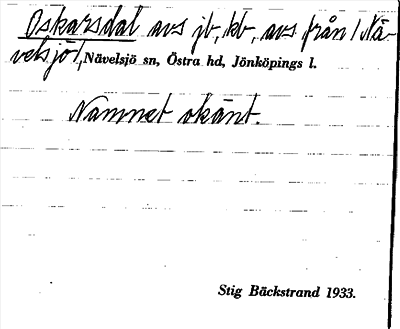 Oskarsdal avs jb, kb, avs från 1 Nä-
velsjö 1, Nävelsjö sn, Östra hd, Jönköpings l.
Namnet okänt.
Stig Bäckstrand 1933.